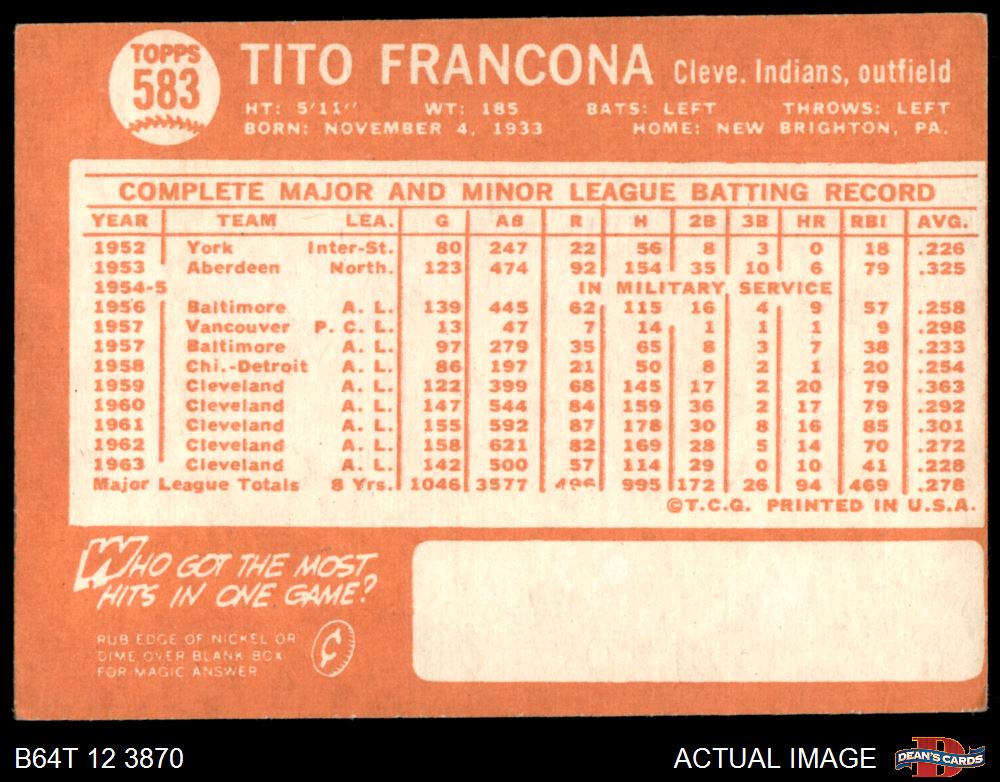 TOPPS
583
TITO FRANCONA Cleve. Indians, outfield
HT: 5'11" WT: 185 BATS: LEFT THROWS: LEFT
BORN: NOVEMBER 4, 1933 HOME: NEW BRIGHTON, PA.
COMPLETE MAJOR AND MINOR LEAGUE BATTING RECORD
YEAR TEAM LEA. G AB R H 2B 3B HR RBI AVG.
1952 York Inter-St. 80 247 22 56 8 3 0 18 .226
1953 Aberdeen North. 123 474 92 154 35 10 6 79 .325
1954-5 IN MILITARY SERVICE
1956 Baltimore A. L. 139 445 62 115 16 4 9 57 .258
1957 Vancouver P. C. L. 13 47 7 14 1 1 1 9 .298
1957 Baltimore A. L. 97 279 35 65 8 3 7 38 .233
1958 Chi.-Detroit A. L. 86 197 21 50 8 2 1 20 .254
1959 Cleveland A. L. 122 399 68 145 17 2 20 79 .363
1960 Cleveland A. L. 147 544 84 159 36 2 17 79 .292
1961 Cleveland A. L. 155 592 87 178 30 8 16 85 .301
1962 Cleveland A. L. 158 621 82 169 28 5 14 70 .272
1963 Cleveland A. L. 142 500 57 114 29 0 10 41 .228
Major League Totals 8 Yrs. 1046 3577 496 995 172 26 94 469 .278
©T.C.G. PRINTED IN U.S.A.
WHO GOT THE MOST
HITS IN ONE GAME?
RUB EDGE OF NICKEL OR
DIME OVER BLANK BOX
FOR MAGIC ANSWER
¢
B64T 12 3870 ACTUAL IMAGE
D
DEAN'S CARDS